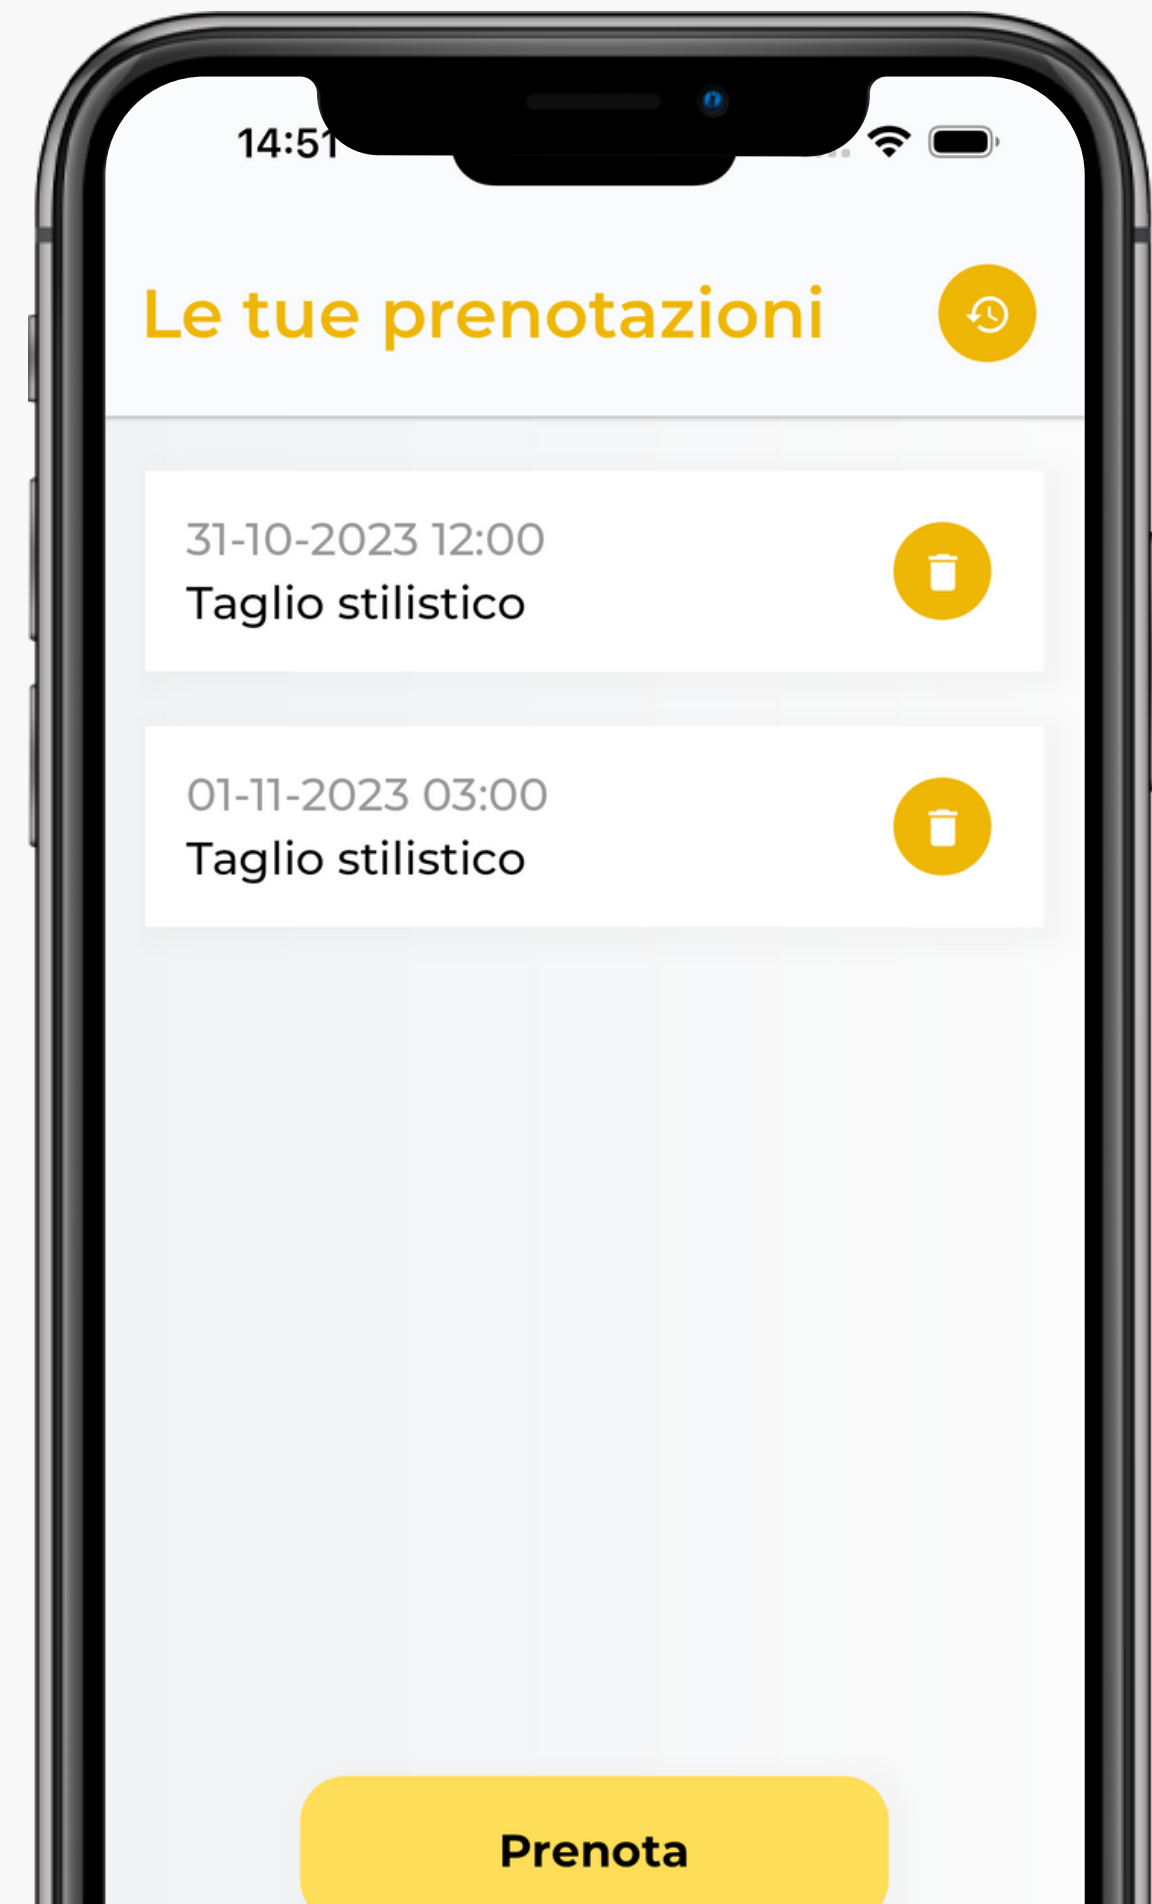 14:51
Le tue prenotazioni
31-10-2023 12:00
Taglio stilistico
01-11-2023 03:00
Taglio stilistico
Prenota